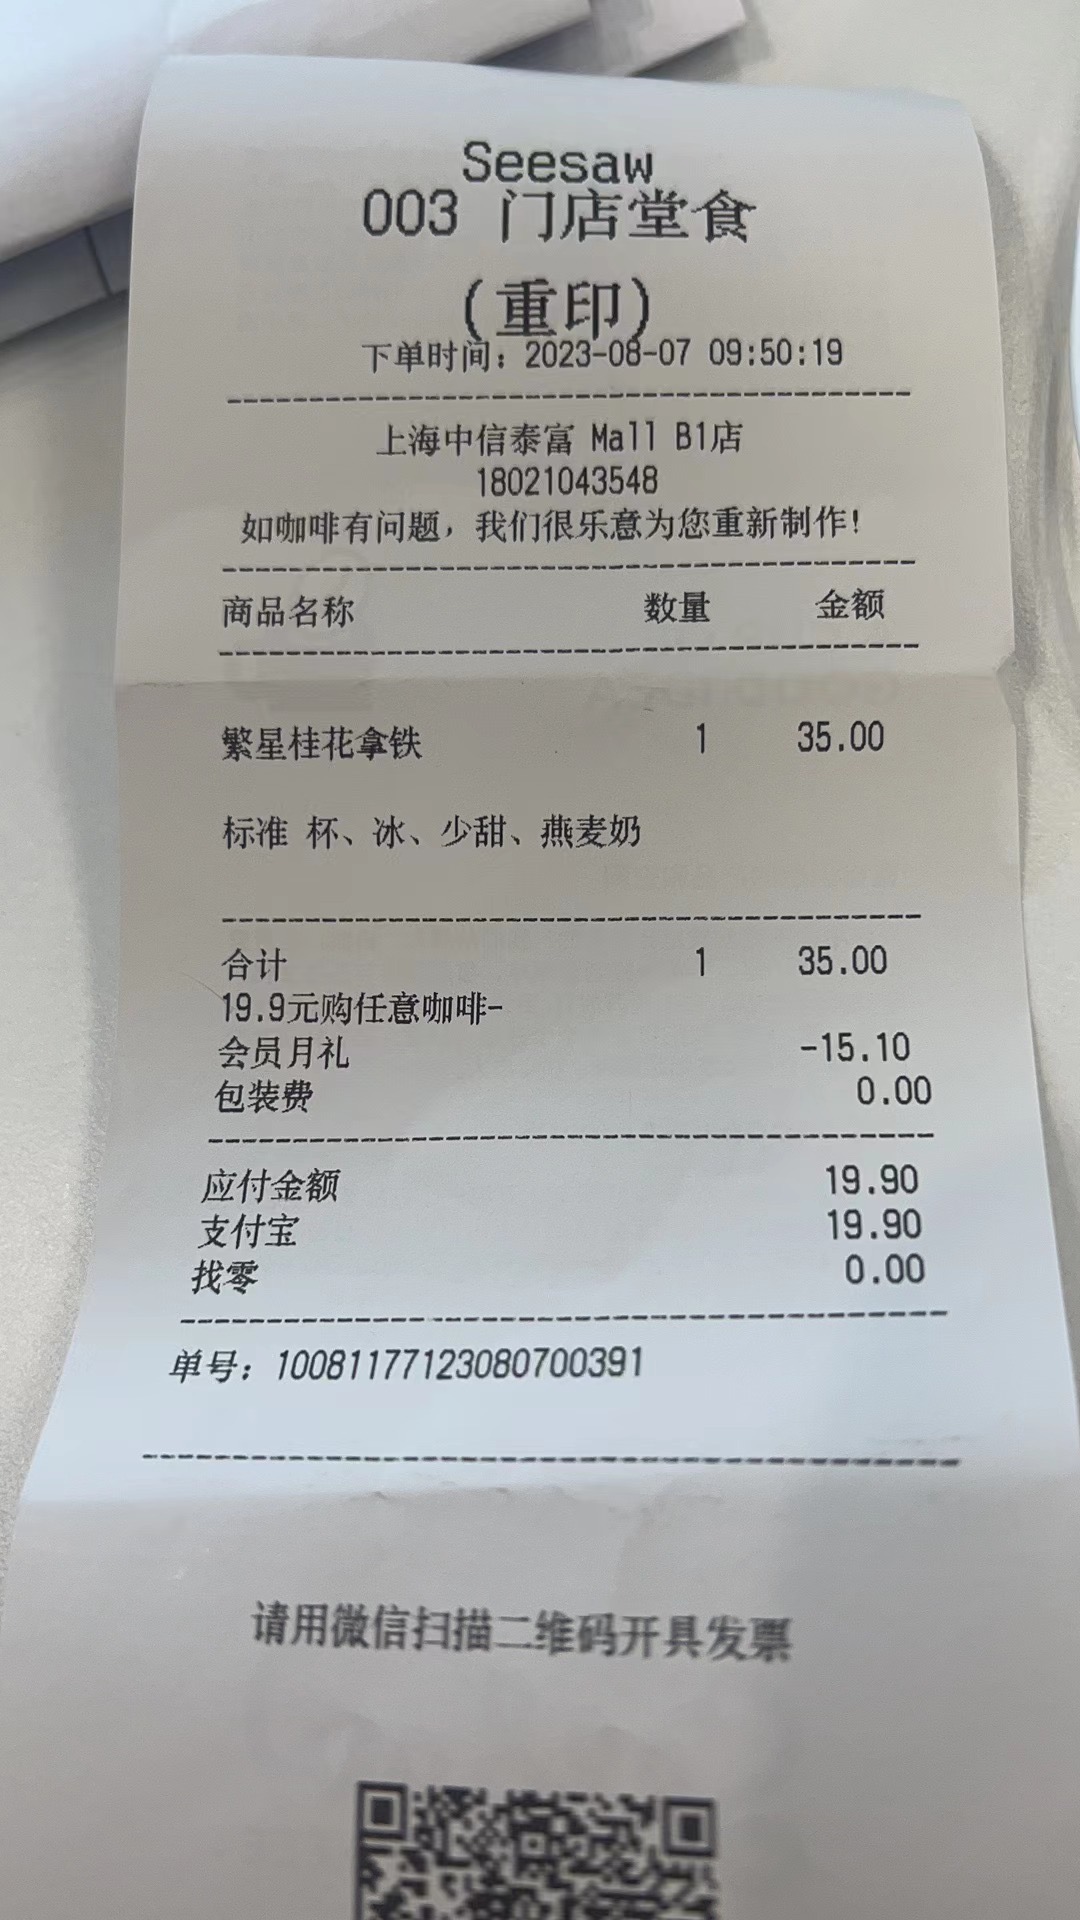 Seesaw
003 门店堂食
(重印)
下单时间：2023-08-07 09:50:19
上海中信泰富 Mall B1店
18021043548
如咖啡有问题，我们很乐意为您重新制作！
商品名称 数量 金额
繁星桂花拿铁 1 35.00
标准 杯、冰、少甜、燕麦奶
合计 1 35.00
19.9元购任意咖啡-
会员月礼 -15.10
包装费 0.00
应付金额 19.90
支付宝 19.90
找零 0.00
单号：10081177123080700391
请用微信扫描二维码开具发票